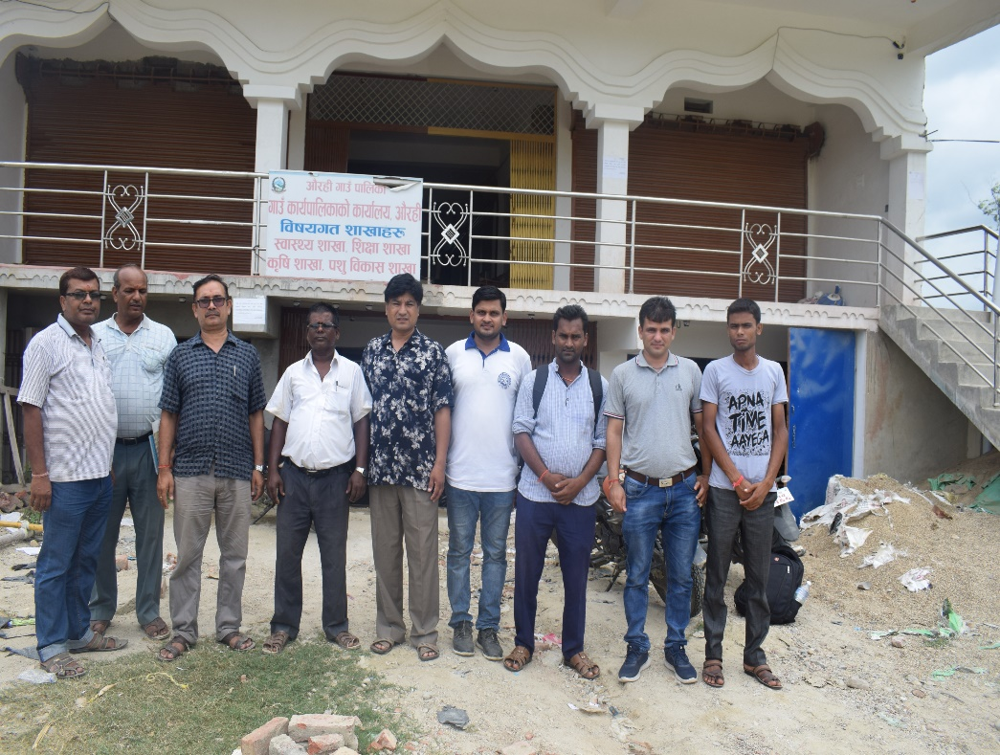 औरही गाउँ पालिका
गाउँ कार्यपालिकाको कार्यालय, औरही
विषयगत शाखाहरु
स्वास्थ्य शाखा, शिक्षा शाखा
कृषि शाखा, पशु विकास शाखा
APNA
TIME
AAYEGA